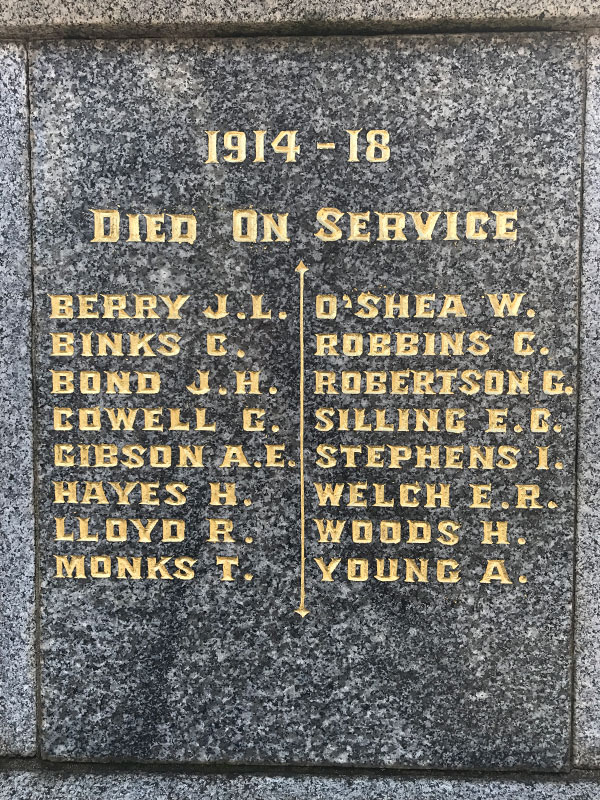 1914 - 18
DIED ON SERVICE
BERRY J.L.
BINKS C.
BOND J.H.
COWELL G.
GIBSON A.E.
HAYES H.
LLOYD R.
MONKS T.
O'SHEA W.
ROBBINS C.
ROBERTSON G.
SILLING E.C.
STEPHENS I.
WELCH E.R.
WOODS H.
YOUNG A.